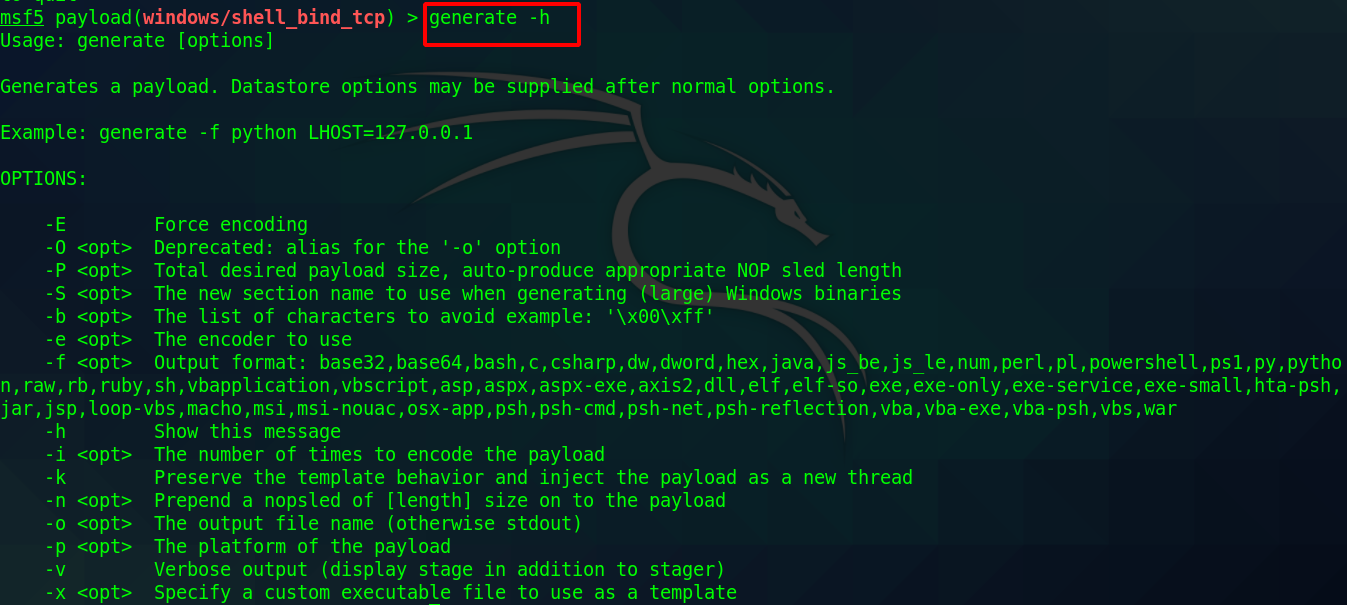 to quit
msf5 payload(windows/shell_bind_tcp) > generate -h
Usage: generate [options]
Generates a payload. Datastore options may be supplied after normal options.
Example: generate -f python LHOST=127.0.0.1
OPTIONS:
-E Force encoding
-O <opt> Deprecated: alias for the '-o' option
-P <opt> Total desired payload size, auto-produce appropriate NOP sled length
-S <opt> The new section name to use when generating (large) Windows binaries
-b <opt> The list of characters to avoid example: '\x00\xff'
-e <opt> The encoder to use
-f <opt> Output format: base32,base64,bash,c,csharp,dw,dword,hex,java,js_be,js_le,num,perl,pl,powershell,ps1,py,pytho
n,raw,rb,ruby,sh,vbapplication,vbscript,asp,aspx,aspx-exe,axis2,dll,elf,elf-so,exe,exe-only,exe-service,exe-small,hta-psh,
jar,jsp,loop-vbs,macho,msi,msi-nouac,osx-app,psh,psh-cmd,psh-net,psh-reflection,vba,vba-exe,vba-psh,vbs,war
-h Show this message
-i <opt> The number of times to encode the payload
-k Preserve the template behavior and inject the payload as a new thread
-n <opt> Prepend a nopsled of [length] size on to the payload
-o <opt> The output file name (otherwise stdout)
-p <opt> The platform of the payload
-v Verbose output (display stage in addition to stager)
-x <opt> Specify a custom executable file to use as a template